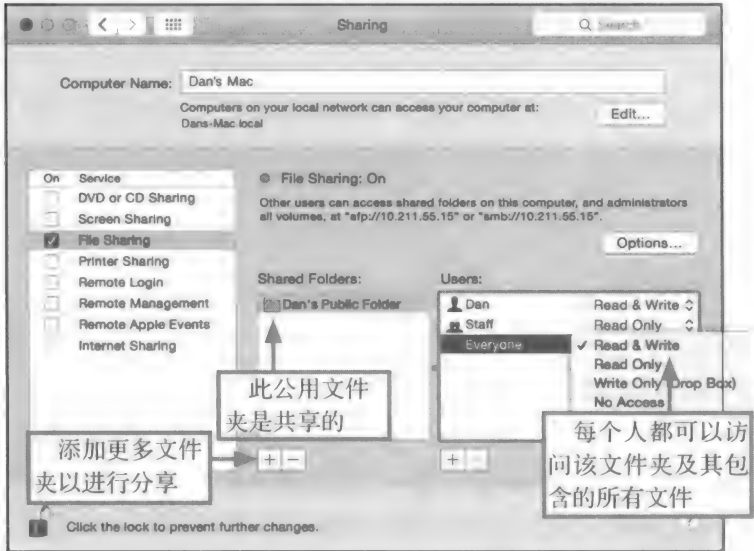 Sharing
Search
Computer Name: Dan's Mac
Computers on your local network can access your computer at:
Dans-Mac.local
Edit...
On Service
DVD or CD Sharing
Screen Sharing
File Sharing
Printer Sharing
Remote Login
Remote Management
Remote Apple Events
Internet Sharing
File Sharing: On
Other users can access shared folders on this computer, and administrators
all volumes, at "afp://10.211.55.15" or "smb://10.211.55.15".
Options...
Shared Folders:
Dan's Public Folder
Users:
Dan Read & Write
Staff Read Only
Everyone ✓ Read & Write
Read Only
Write Only (Drop Box)
No Access
此公用文件
夹是共享的
添加更多文件
夹以进行分享
每个人都可以访
问该文件夹及其包
含的所有文件
+ −
+ −
Click the lock to prevent further changes.
?